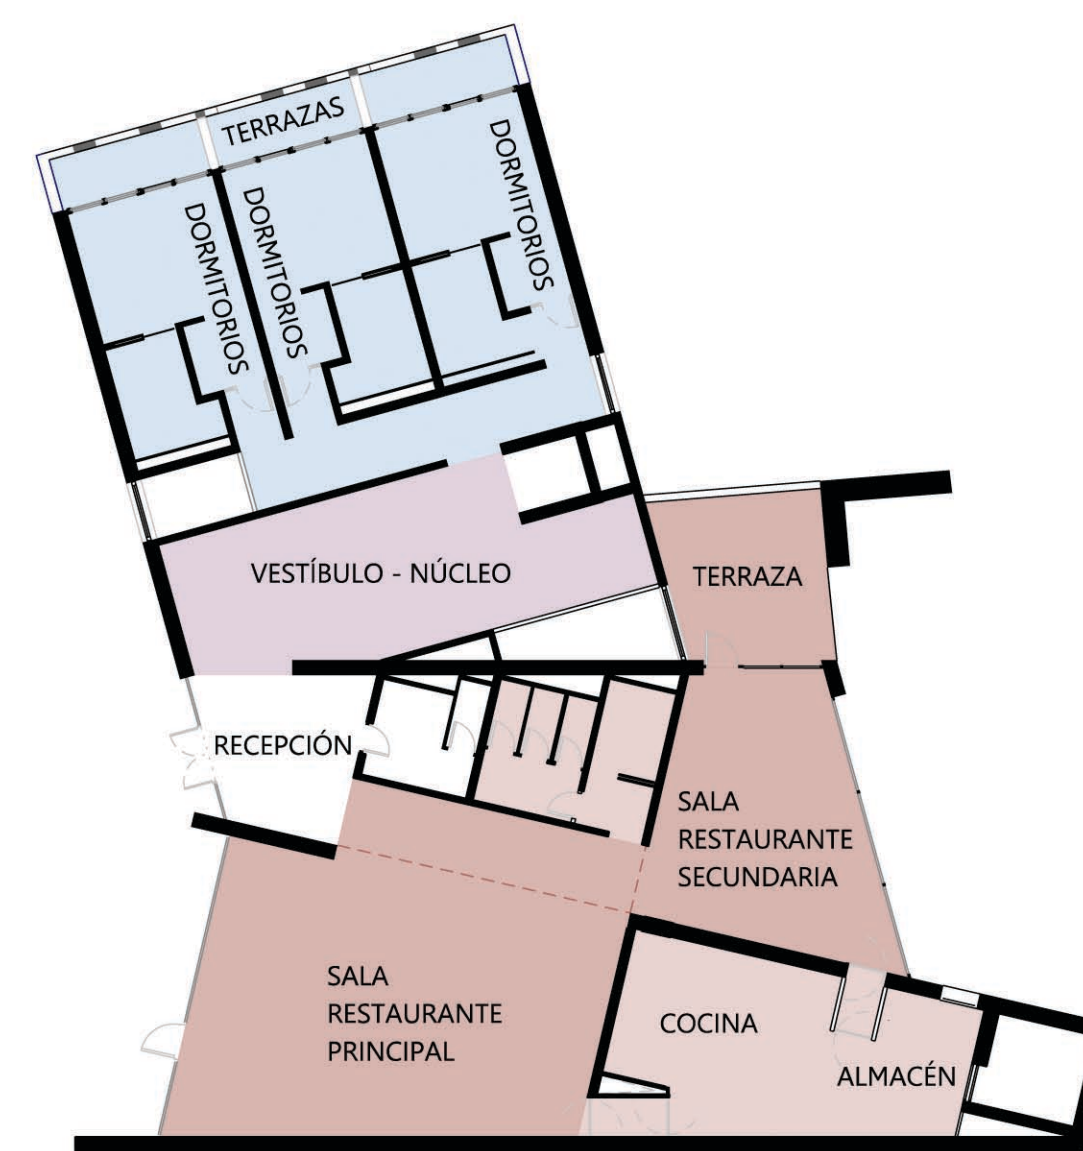 TERRAZAS
DORMITORIOS
DORMITORIOS
DORMITORIOS
VESTÍBULO - NÚCLEO
TERRAZA
RECEPCIÓN
SALA
RESTAURANTE
SECUNDARIA
SALA
RESTAURANTE
PRINCIPAL
COCINA
ALMACÉN